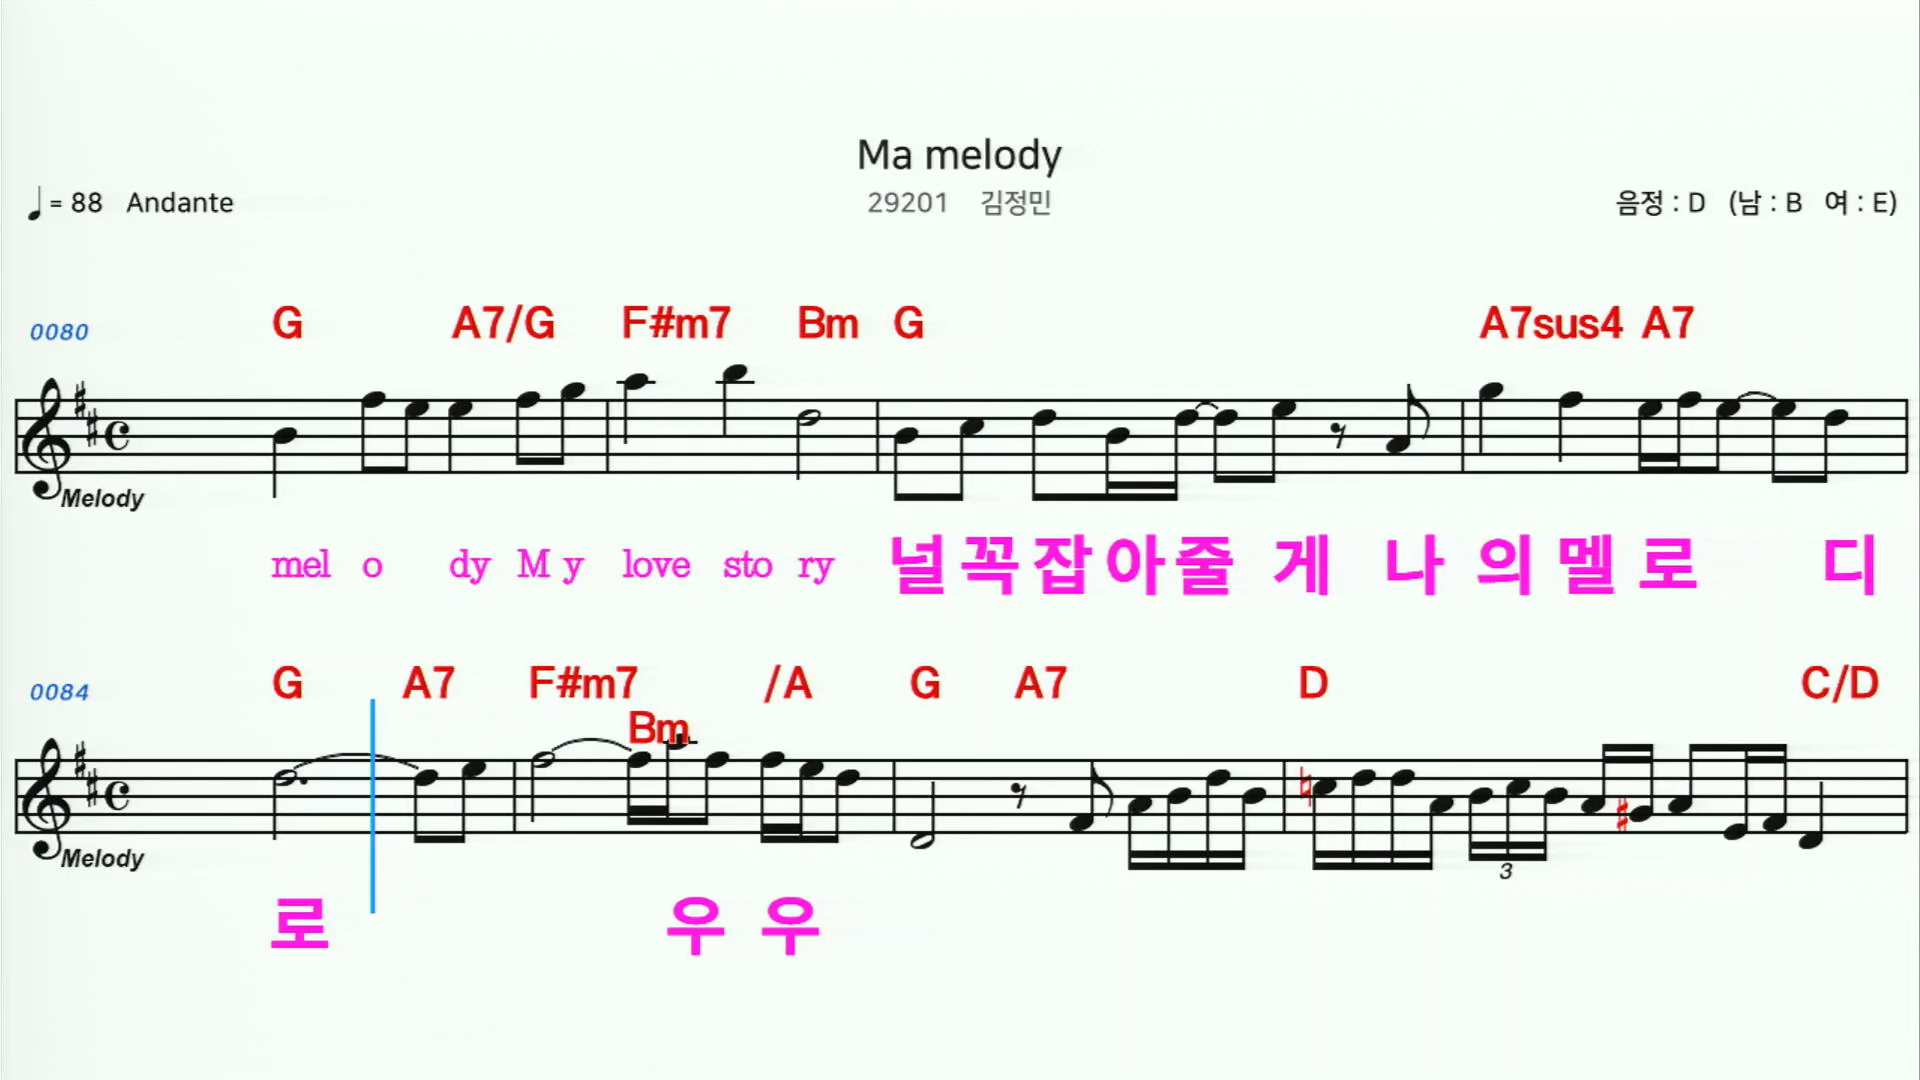 Ma melody
= 88 Andante
29201 김정민
음정 : D (남 : B 여 : E)
0080 G A7/G F#m7 Bm G A7sus4 A7
Melody
mel o dy M y love sto ry 널 꼭 잡 아 줄 게 나 의 멜 로 디
0084 G A7 F#m7 /A G A7 D C/D
Bm
Melody
3
로 우 우